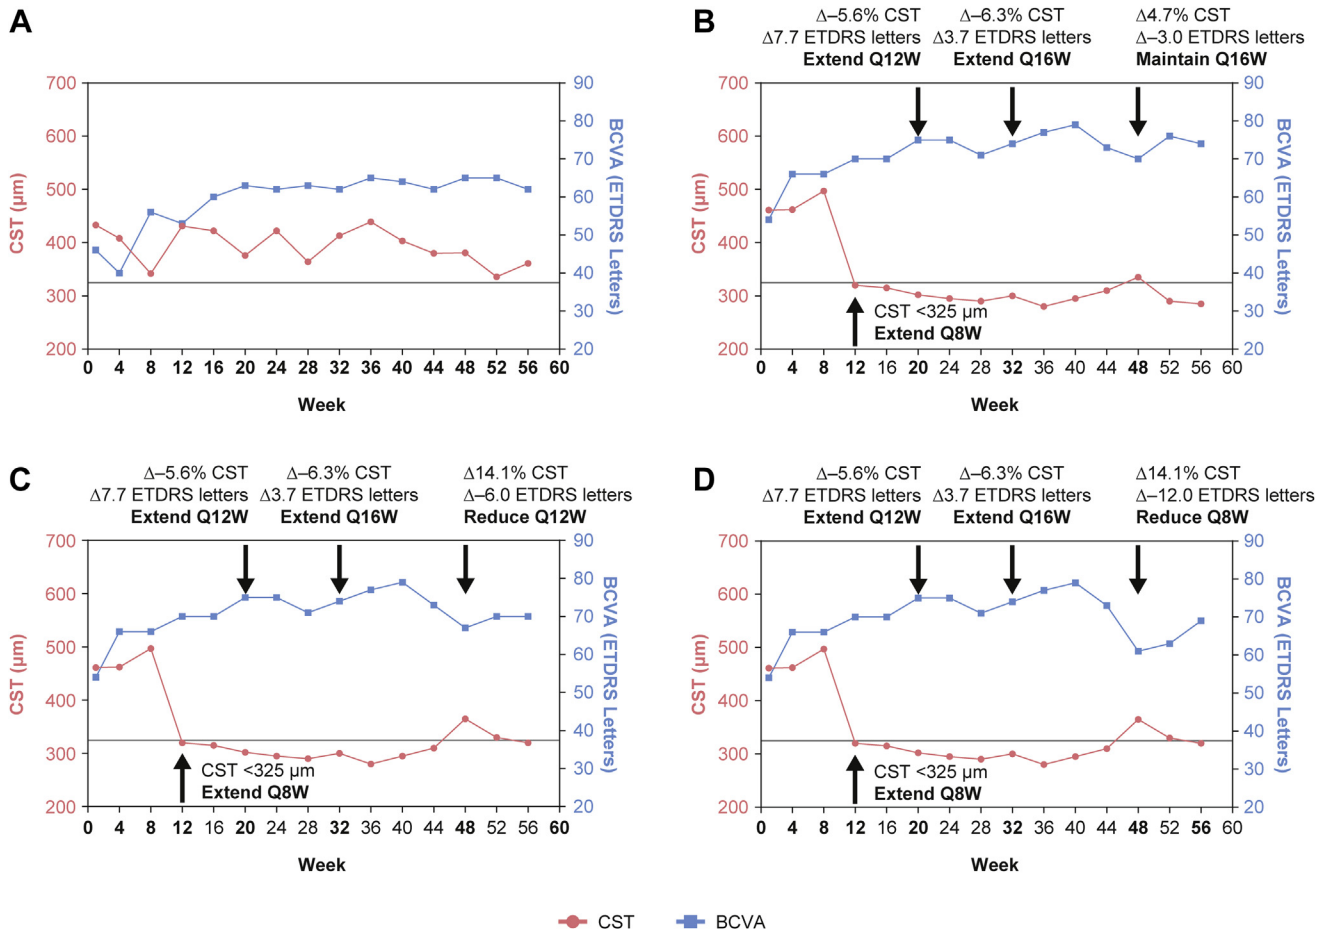 A
700
600
500
400
300
200
CST (µm)
90
80
70
60
50
40
30
20
BCVA (ETDRS Letters)
0 4 8 12 16 20 24 28 32 36 40 44 48 52 56 60
Week
B
Δ–5.6% CST
Δ7.7 ETDRS letters
Extend Q12W
Δ–6.3% CST
Δ3.7 ETDRS letters
Extend Q16W
Δ4.7% CST
Δ–3.0 ETDRS letters
Maintain Q16W
700
600
500
400
300
200
CST (µm)
90
80
70
60
50
40
30
20
BCVA (ETDRS Letters)
CST <325 µm
Extend Q8W
0 4 8 12 16 20 24 28 32 36 40 44 48 52 56 60
Week
C
Δ–5.6% CST
Δ7.7 ETDRS letters
Extend Q12W
Δ–6.3% CST
Δ3.7 ETDRS letters
Extend Q16W
Δ14.1% CST
Δ–6.0 ETDRS letters
Reduce Q12W
700
600
500
400
300
200
CST (µm)
90
80
70
60
50
40
30
20
BCVA (ETDRS Letters)
CST <325 µm
Extend Q8W
0 4 8 12 16 20 24 28 32 36 40 44 48 52 56 60
Week
D
Δ–5.6% CST
Δ7.7 ETDRS letters
Extend Q12W
Δ–6.3% CST
Δ3.7 ETDRS letters
Extend Q16W
Δ14.1% CST
Δ–12.0 ETDRS letters
Reduce Q8W
700
600
500
400
300
200
CST (µm)
90
80
70
60
50
40
30
20
BCVA (ETDRS Letters)
CST <325 µm
Extend Q8W
0 4 8 12 16 20 24 28 32 36 40 44 48 52 56 60
Week
CST BCVA